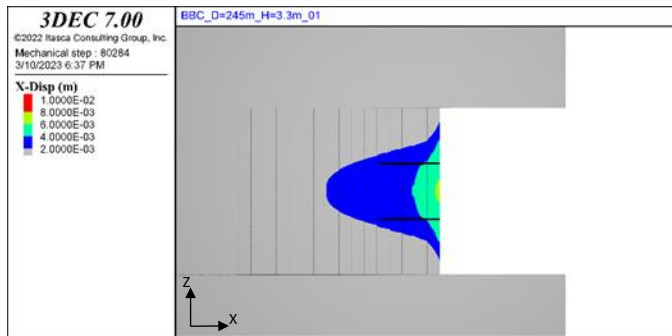 3DEC 7.00
©2022 Itasca Consulting Group, Inc.
Mechanical step : 80284
3/10/2023 6:37 PM
X-Disp (m)
1.0000E-02
8.0000E-03
6.0000E-03
4.0000E-03
2.0000E-03
BBC_D=245m_H=3.3m_01
Z
X